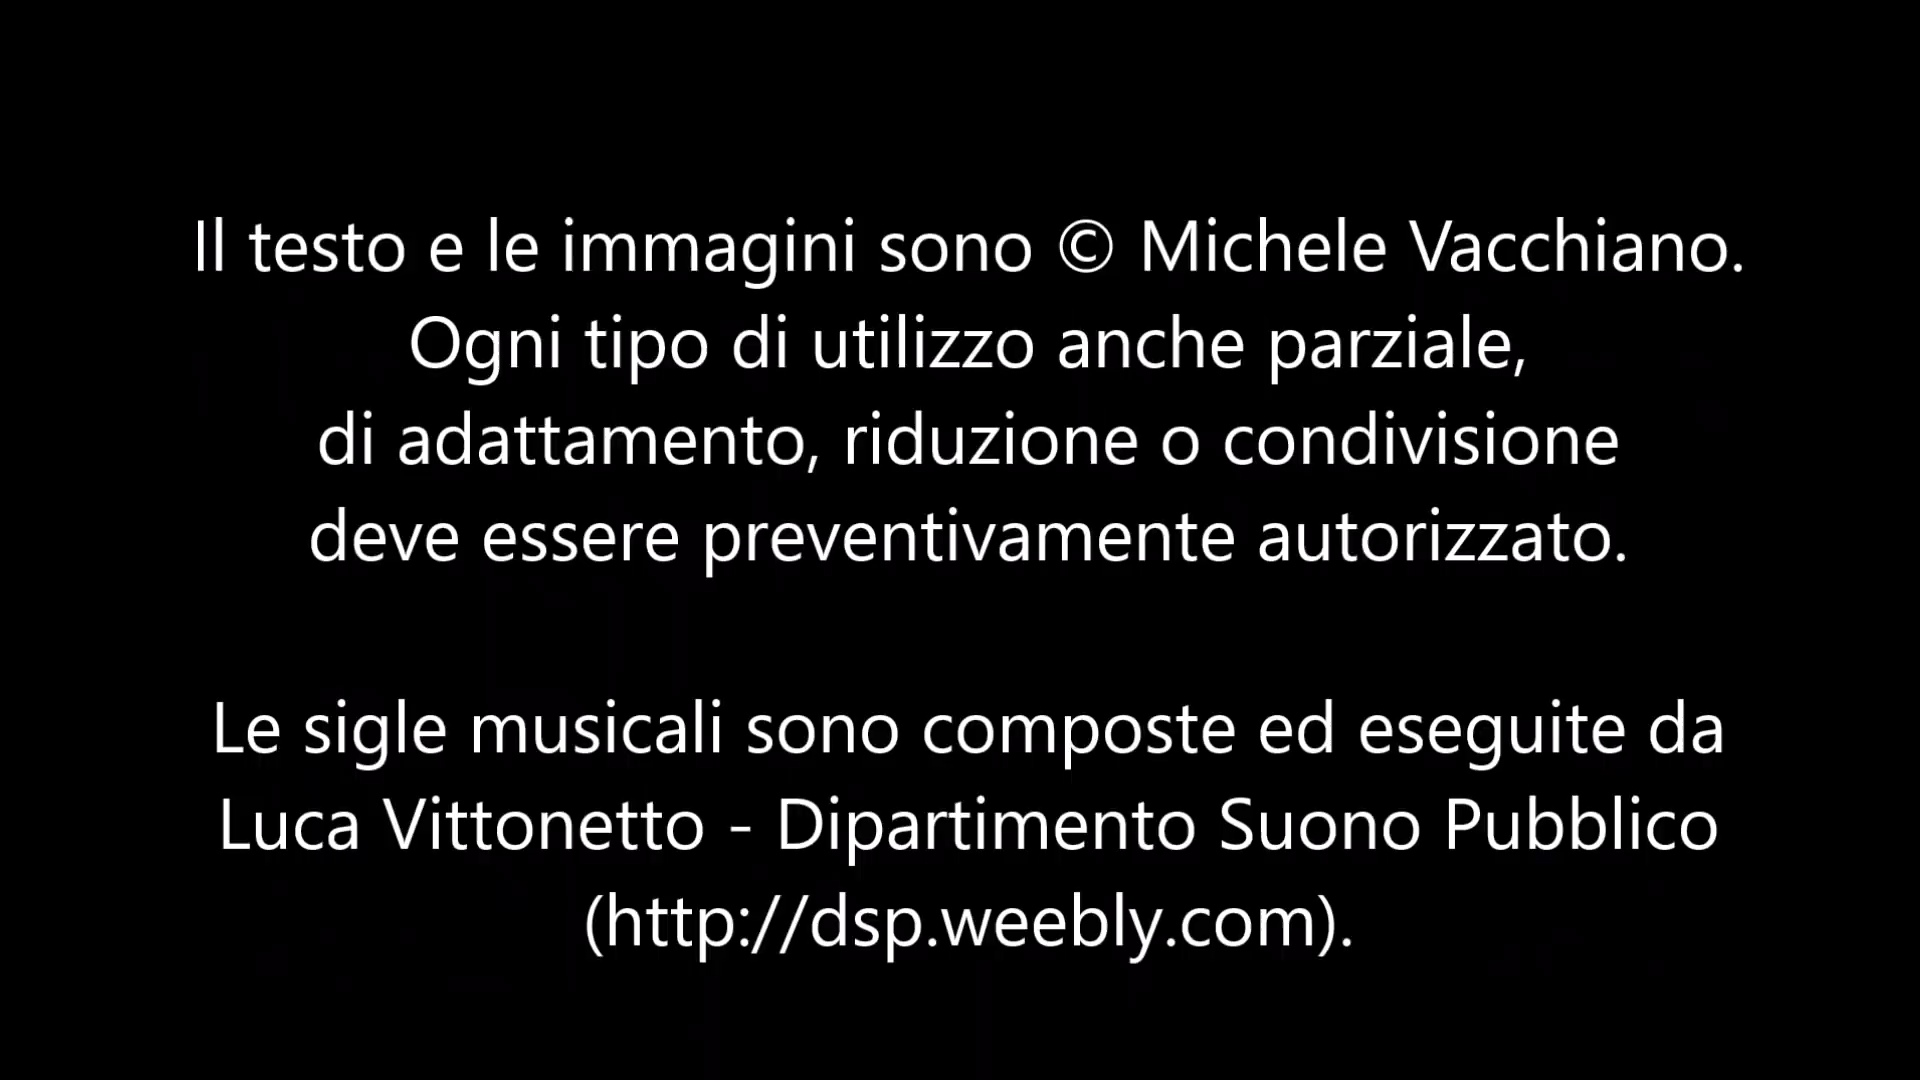 Il testo e le immagini sono © Michele Vacchiano.
Ogni tipo di utilizzo anche parziale,
di adattamento, riduzione o condivisione
deve essere preventivamente autorizzato.
Le sigle musicali sono composte ed eseguite da
Luca Vittonetto - Dipartimento Suono Pubblico
(http://dsp.weebly.com).